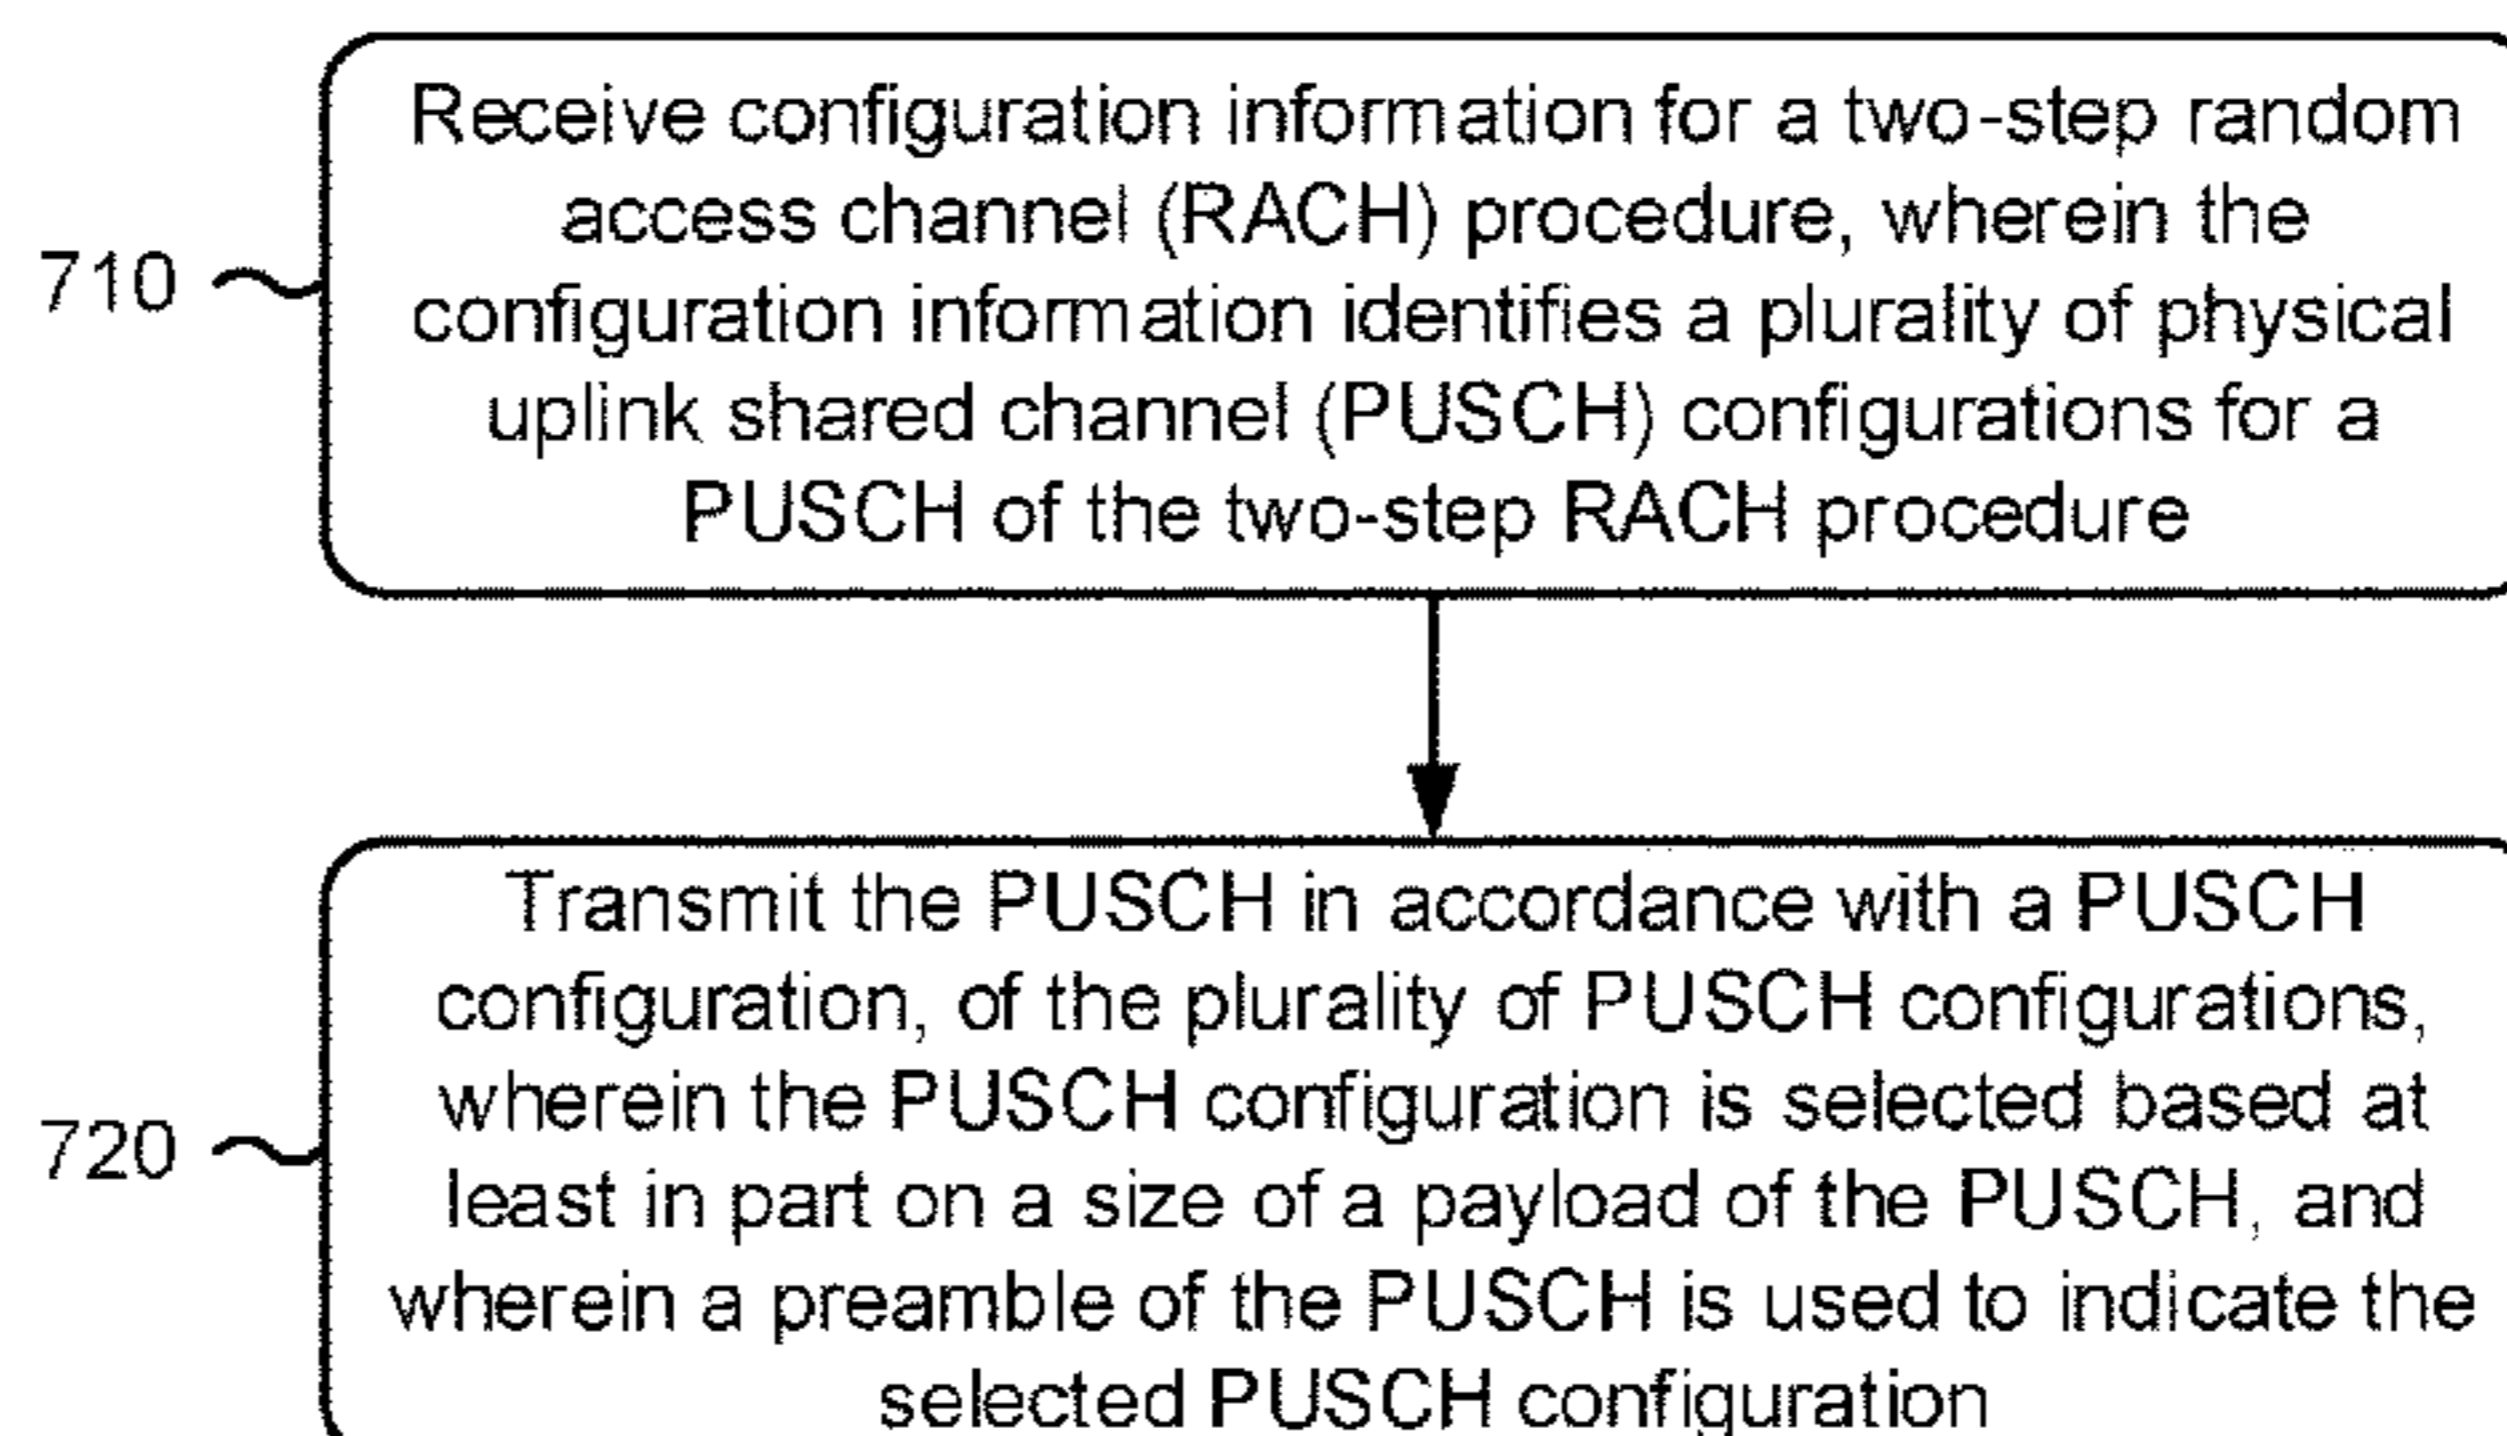 Receive configuration information for a two-step random
access channel (RACH) procedure, wherein the
710
configuration information identifies a plurality of physical
uplink shared channel (PUSCH) configurations for a
PUSCH of the two-step RACH procedure
Transmit the PUSCH in accordance with a PUSCH
configuration, of the plurality of PUSCH configurations,
wherein the PUSCH configuration is selected based at
720
least in part on a size of a payload of the PUSCH, and
wherein a preamble of the PUSCH is used to indicate the
selected PUSCH configuration